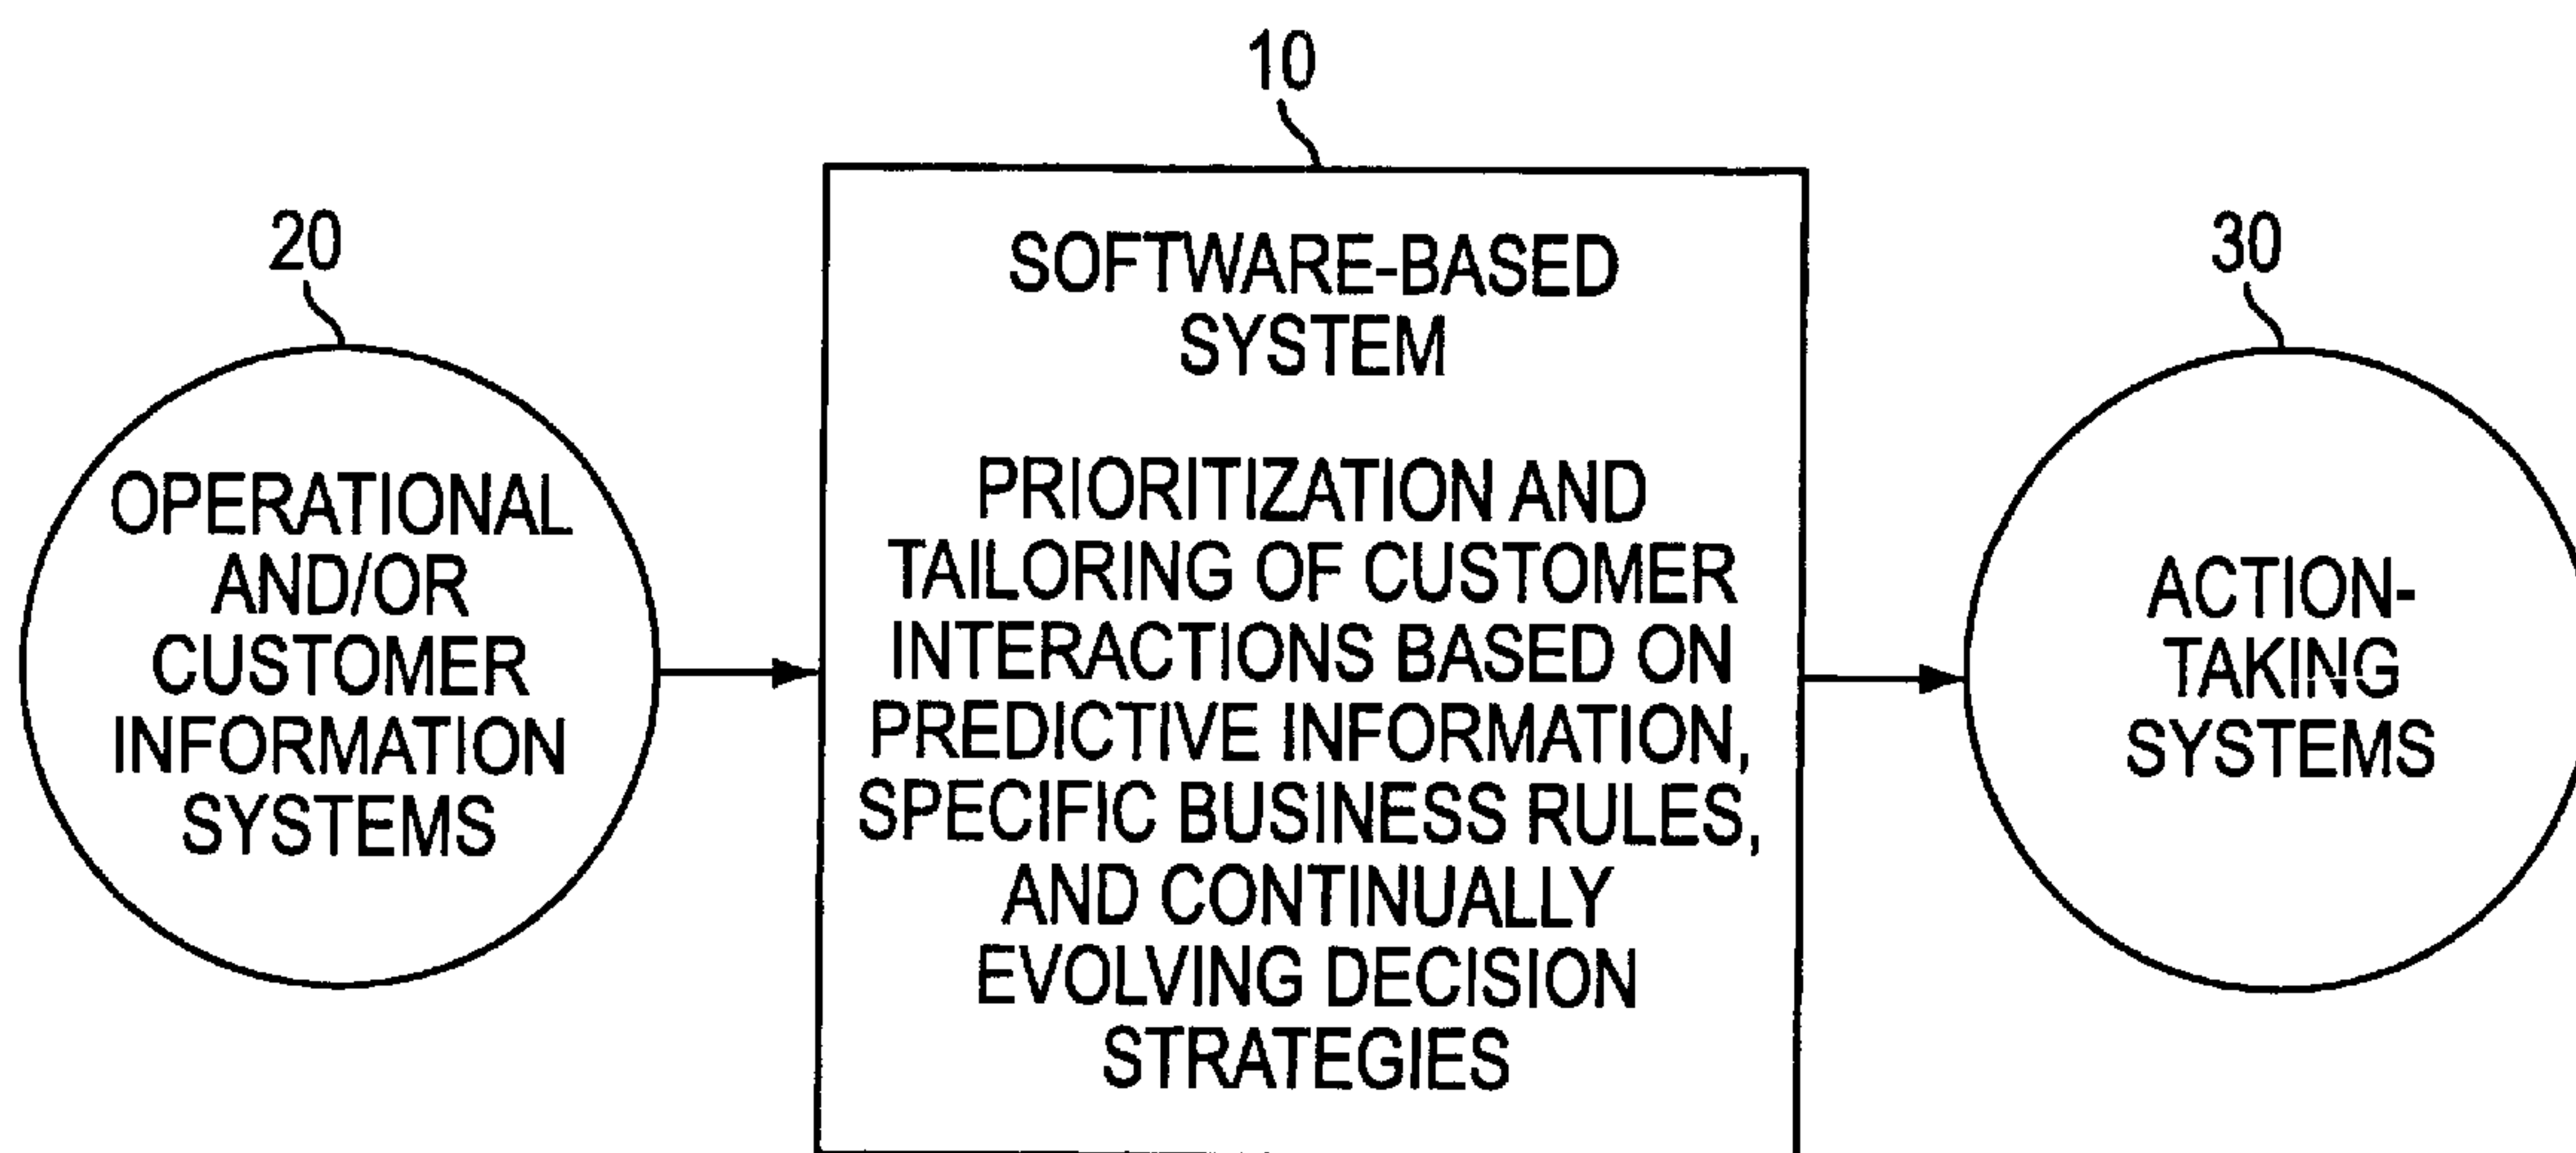 10
20
30
OPERATIONAL
AND/OR
CUSTOMER
INFORMATION
SYSTEMS
SOFTWARE-BASED
SYSTEM
PRIORITIZATION AND
TAILORING OF CUSTOMER
INTERACTIONS BASED ON
PREDICTIVE INFORMATION,
SPECIFIC BUSINESS RULES,
AND CONTINUALLY
EVOLVING DECISION
STRATEGIES
ACTION-
TAKING
SYSTEMS